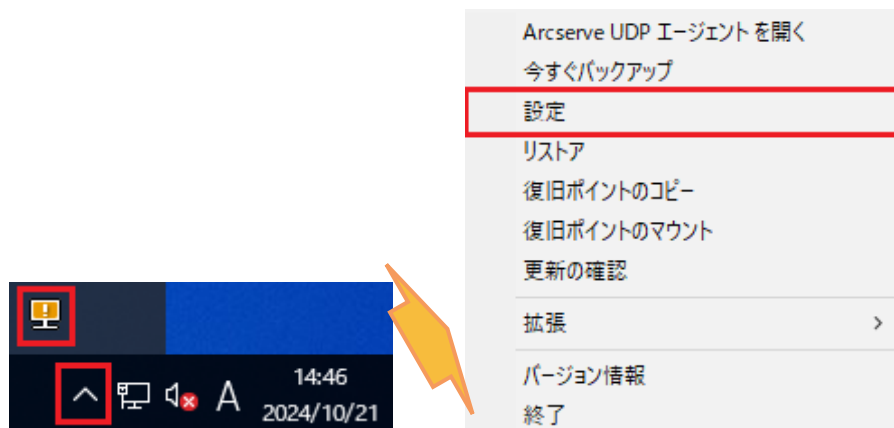 Arcserve UDP エージェント を開く
今すぐバックアップ
設定
リストア
復旧ポイントのコピー
復旧ポイントのマウント
更新の確認
拡張
バージョン情報
終了
A
14:46
2024/10/21